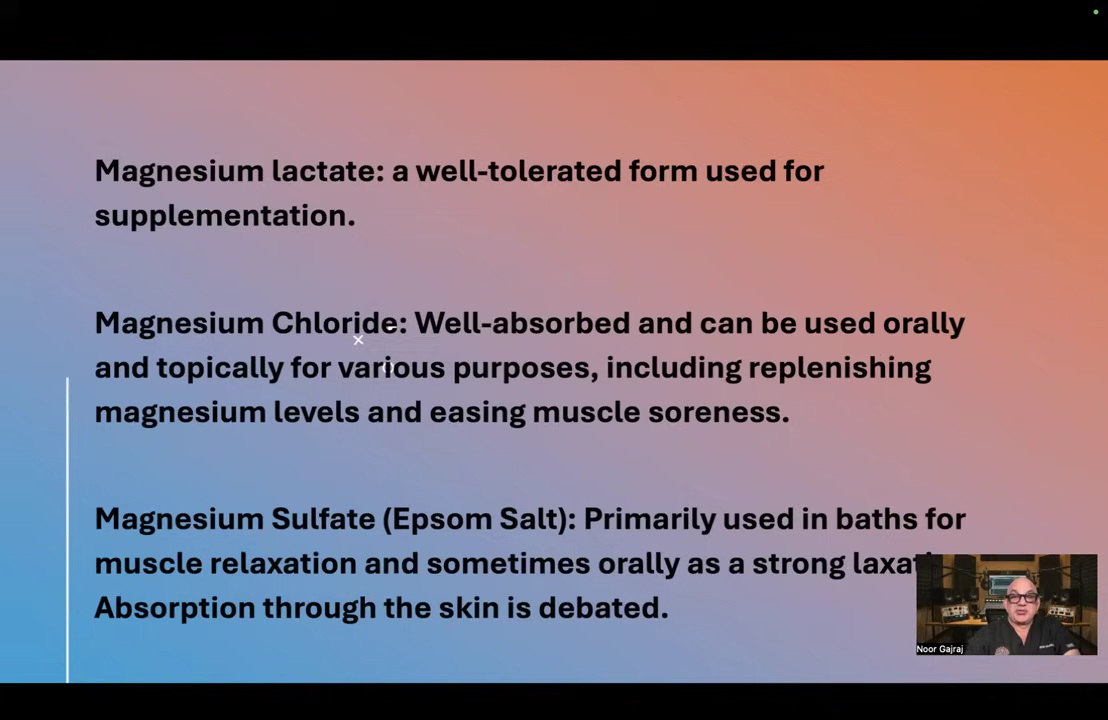 Magnesium lactate: a well-tolerated form used for
supplementation.
Magnesium Chloride: Well-absorbed and can be used orally
and topically for various purposes, including replenishing
magnesium levels and easing muscle soreness.
Magnesium Sulfate (Epsom Salt): Primarily used in baths for
muscle relaxation and sometimes orally as a strong
Absorption through the skin is debated.
Noor Gajraj